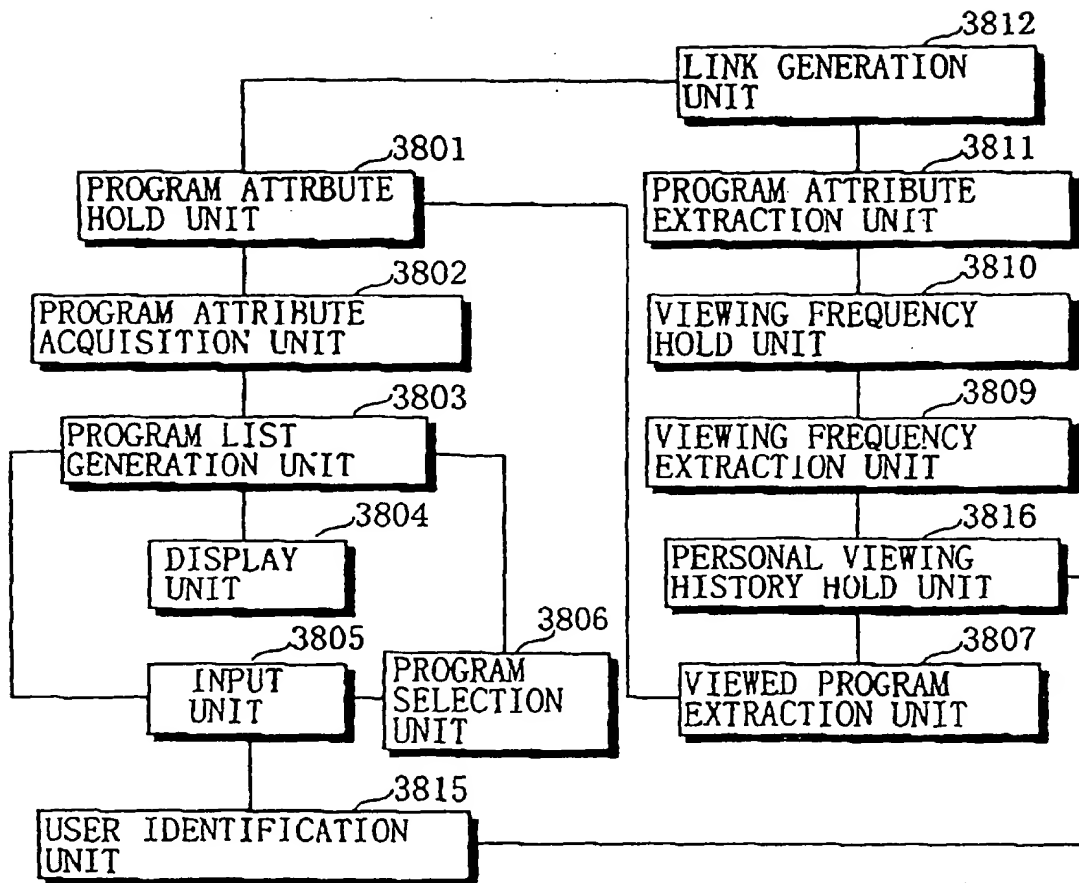 3812
LINK GENERATION
UNIT
3801
PROGRAM ATTRBUTE
HOLD UNIT
3811
PROGRAM ATTRIBUTE
EXTRACTION UNIT
3802
PROGRAM ATTRIBUTE
ACQUISITION UNIT
3810
VIEWING FREQUENCY
HOLD UNIT
3803
PROGRAM LIST
GENERATION UNIT
3809
VIEWING FREQUENCY
EXTRACTION UNIT
3804
DISPLAY
UNIT
3816
PERSONAL VIEWING
HISTORY HOLD UNIT
3805
INPUT
UNIT
3806
PROGRAM
SELECTION
UNIT
3807
VIEWED PROGRAM
EXTRACTION UNIT
3815
USER IDENTIFICATION
UNIT